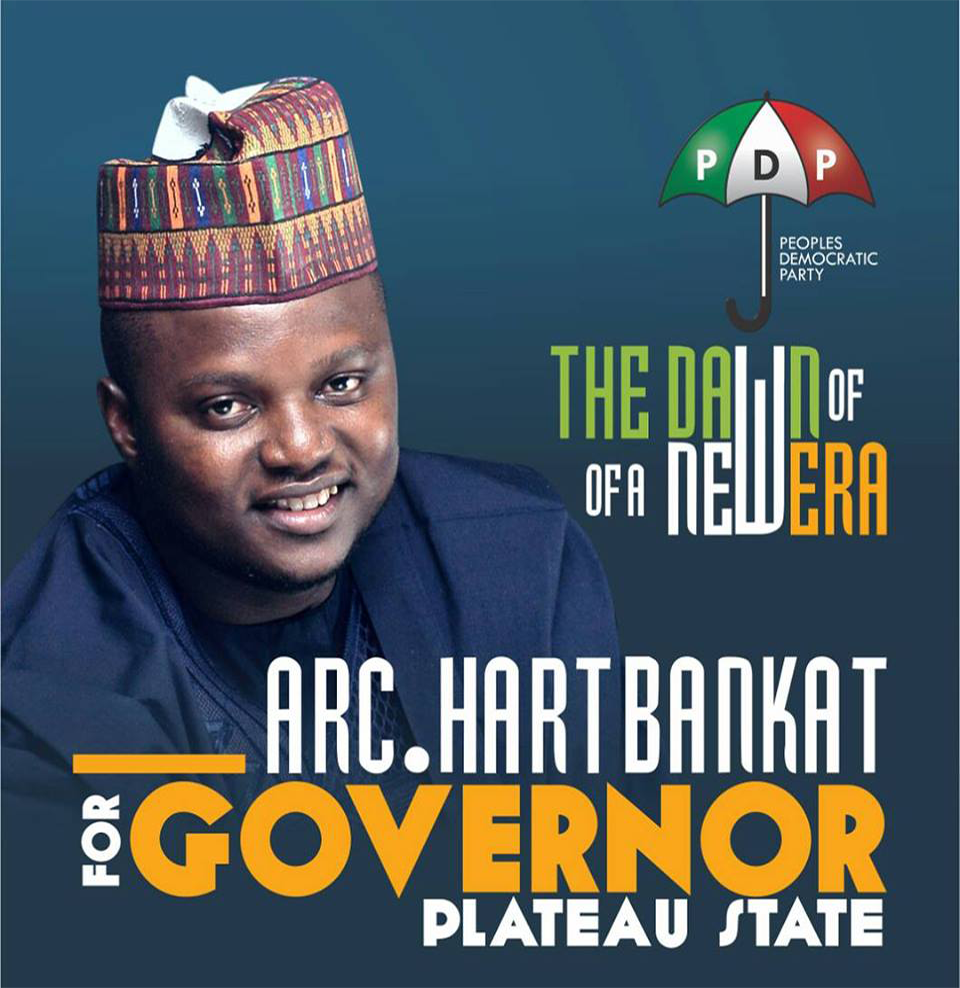 PDP
PEOPLES
DEMOCRATIC
PARTY
THE DAWN OF
OF A NEW ERA
ARC. HART BANKAT
FOR GOVERNOR
PLATEAU STATE